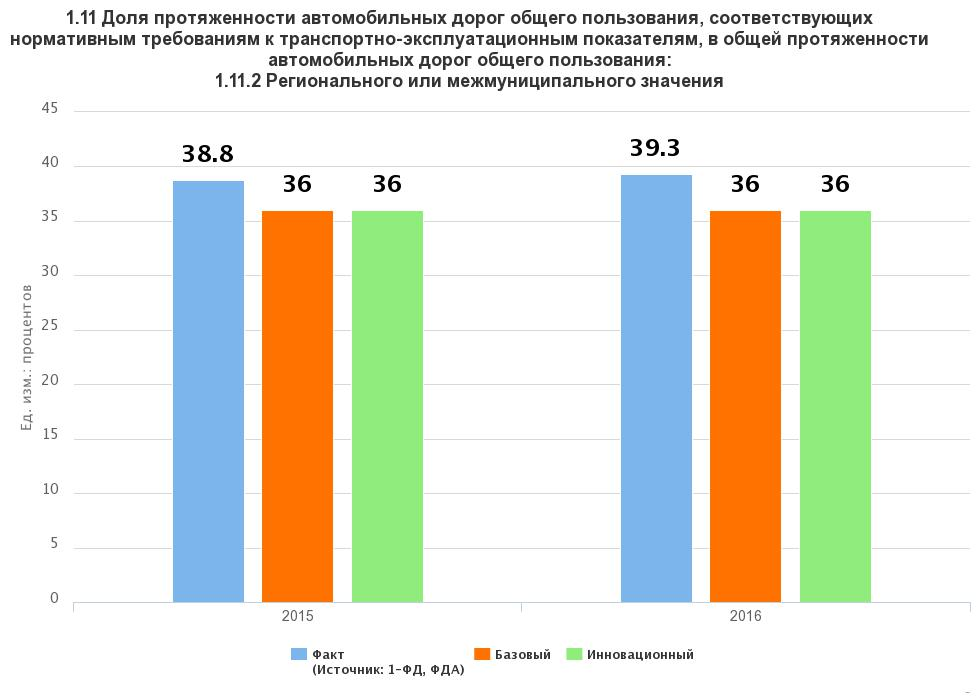 1.11 Доля протяженности автомобильных дорог общего пользования, соответствующих
нормативным требованиям к транспортно-эксплуатационным показателям, в общей протяженности
автомобильных дорог общего пользования:
1.11.2 Регионального или межмуниципального значения
45
40
35
30
25
20
15
10
5
0
Ед. изм.: процентов
38.8
36
36
39.3
36
36
2015
2016
Факт
(Источник: 1-ФД, ФДА)
Базовый
Инновационный